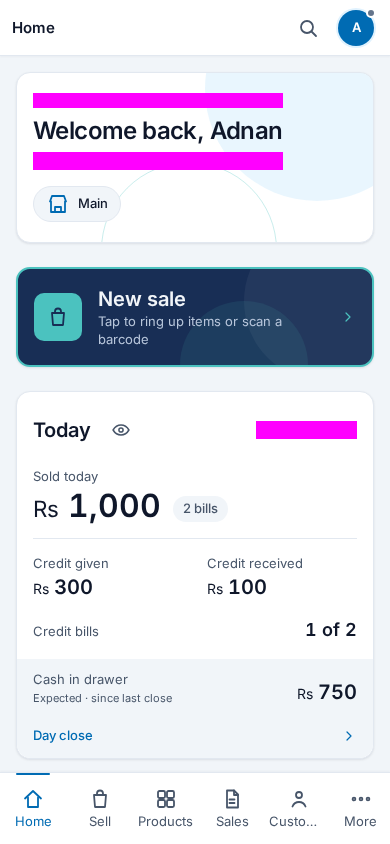 Home
A
Welcome back, Adnan
Main
New sale
Tap to ring up items or scan a
barcode
Today
Sold today
Rs 1,000 2 bills
Credit given Credit received
Rs 300 Rs 100
Credit bills 1 of 2
Cash in drawer
Rs 750
Expected · since last close
Day close
Home Sell Products Sales Custo... More